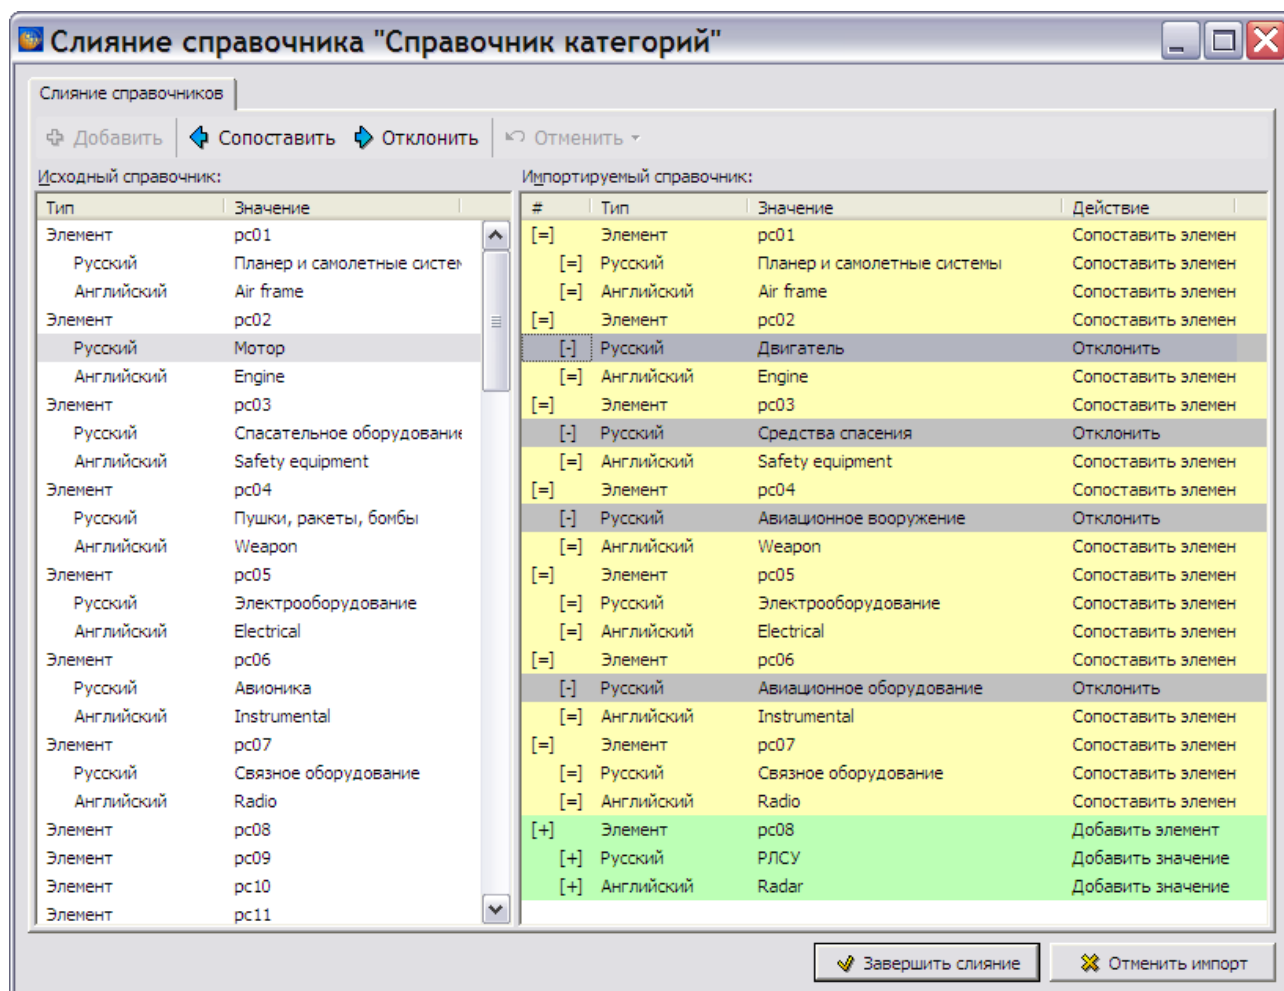 Слияние справочника "Справочник категорий"
Слияние справочников
Добавить Сопоставить Отклонить Отменить
Исходный справочник: Импортируемый справочник:
Тип Значение # Тип Значение Действие
Элемент pc01 [=] Элемент pc01 Сопоставить элемен
Русский Планер и самолетные систем [=] Русский Планер и самолетные системы Сопоставить элемен
Английский Air frame [=] Английский Air frame Сопоставить элемен
Элемент pc02 [=] Элемент pc02 Сопоставить элемен
Русский Мотор [-] Русский Двигатель Отклонить
Английский Engine [=] Английский Engine Сопоставить элемен
Элемент pc03 [=] Элемент pc03 Сопоставить элемен
Русский Спасательное оборудование [-] Русский Средства спасения Отклонить
Английский Safety equipment [=] Английский Safety equipment Сопоставить элемен
Элемент pc04 [=] Элемент pc04 Сопоставить элемен
Русский Пушки, ракеты, бомбы [-] Русский Авиационное вооружение Отклонить
Английский Weapon [=] Английский Weapon Сопоставить элемен
Элемент pc05 [=] Элемент pc05 Сопоставить элемен
Русский Электрооборудование [=] Русский Электрооборудование Сопоставить элемен
Английский Electrical [=] Английский Electrical Сопоставить элемен
Элемент pc06 [=] Элемент pc06 Сопоставить элемен
Русский Авионика [-] Русский Авиационное оборудование Отклонить
Английский Instrumental [=] Английский Instrumental Сопоставить элемен
Элемент pc07 [=] Элемент pc07 Сопоставить элемен
Русский Связное оборудование [=] Русский Связное оборудование Сопоставить элемен
Английский Radio [=] Английский Radio Сопоставить элемен
Элемент pc08 [+] Элемент pc08 Добавить элемент
Элемент pc09 [+] Русский РЛСУ Добавить значение
Элемент pc10 [+] Английский Radar Добавить значение
Элемент pc11
Завершить слияние Отменить импорт